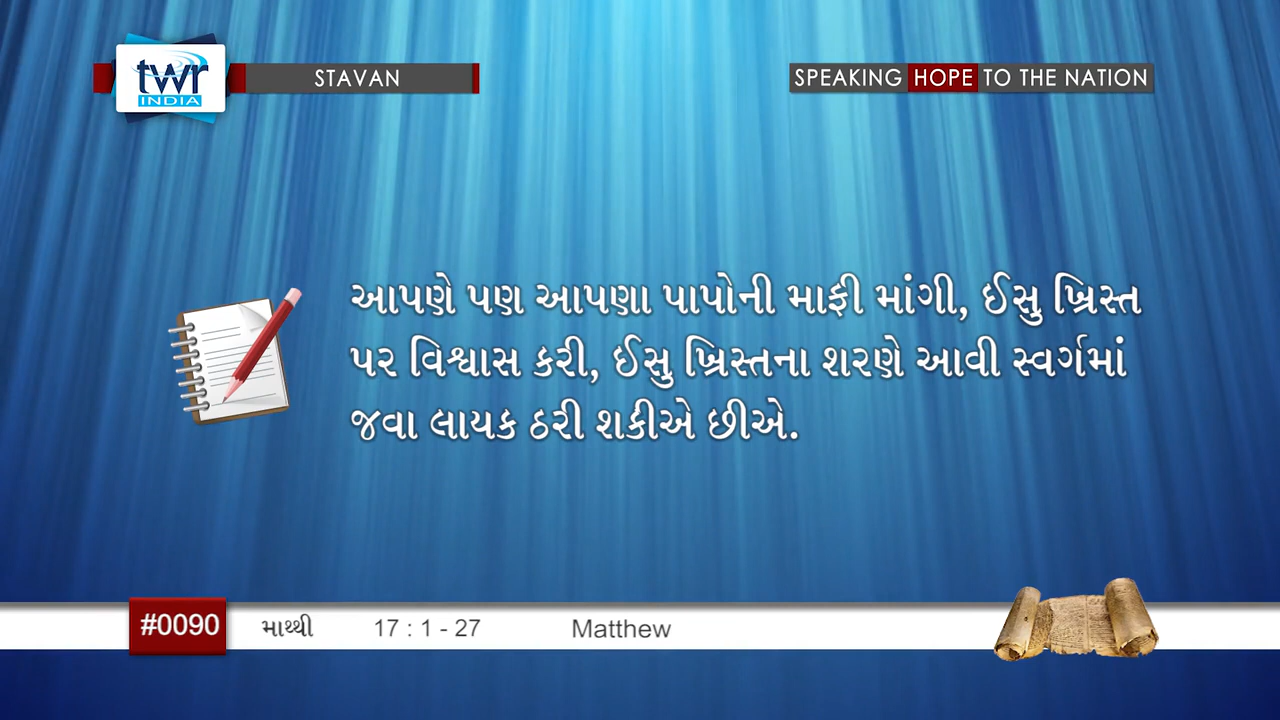 twr
INDIA
STAVAN
SPEAKING HOPE TO THE NATION
આપણે પણ આપણા પાપોની માફી માંગી, ઈસુ ખ્રિસ્ત
પર વિશ્વાસ કરી, ઈસુ ખ્રિસ્તના શરણે આવી સ્વર્ગમાં
જવા લાયક ઠરી શકીએ છીએ.
#0090 માથ્થી 17 : 1 - 27 Matthew